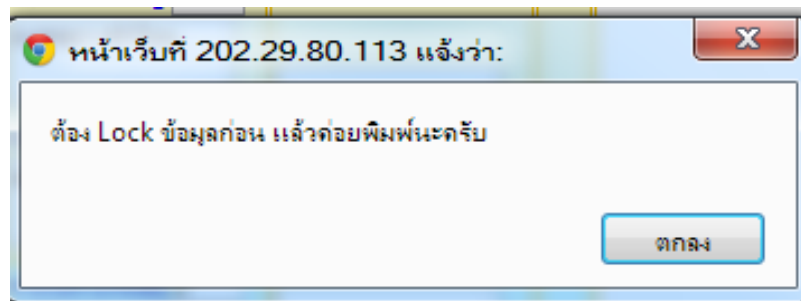 หน้าเว็บที่ 202.29.80.113 แจ้งว่า:
ต้อง Lock ข้อมูลก่อน แล้วค่อยพิมพ์นะครับ
ตกลง